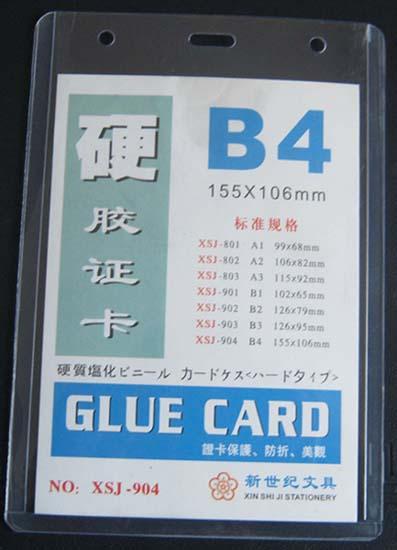 硬
胶
证
卡
B4
155X106mm
标准规格
XSJ-801 A1 99x68mm
XSJ-802 A2 106x82mm
XSJ-803 A3 115x92mm
XSJ-901 B1 102x65mm
XSJ-902 B2 126x79mm
XSJ-903 B3 126x95mm
XSJ-904 B4 155x106mm
硬質塩化ビニール カードケス<ハードタイプ>
GLUE CARD
證卡保護、防折、美觀
NO: XSJ-904
新世纪文具
XIN SHI JI STATIONERY